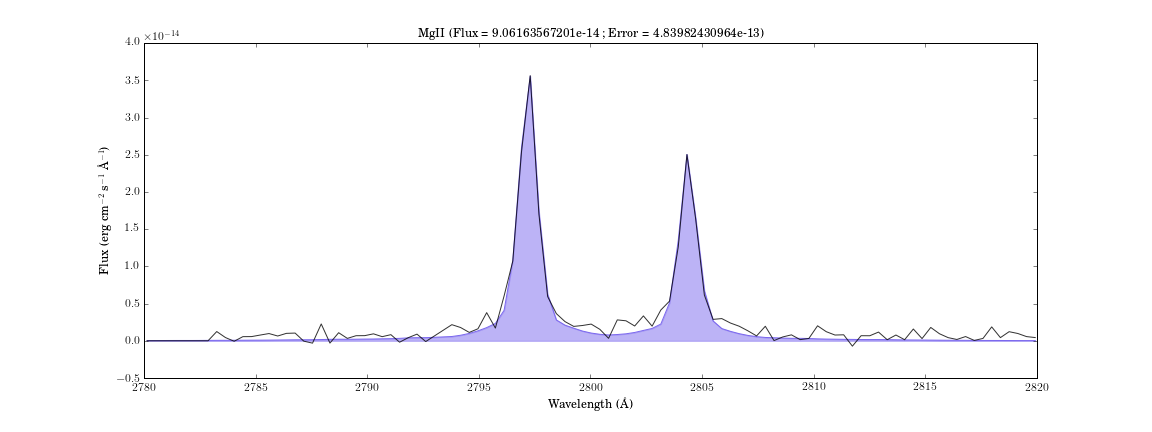 MgII (Flux = 9.06163567201e-14 ; Error = 4.83982430964e-13)
×10⁻¹⁴
4.0
3.5
3.0
2.5
2.0
1.5
1.0
0.5
0.0
−0.5
Flux (erg cm⁻² s⁻¹ Å⁻¹)
2780 2785 2790 2795 2800 2805 2810 2815 2820
Wavelength (Å)